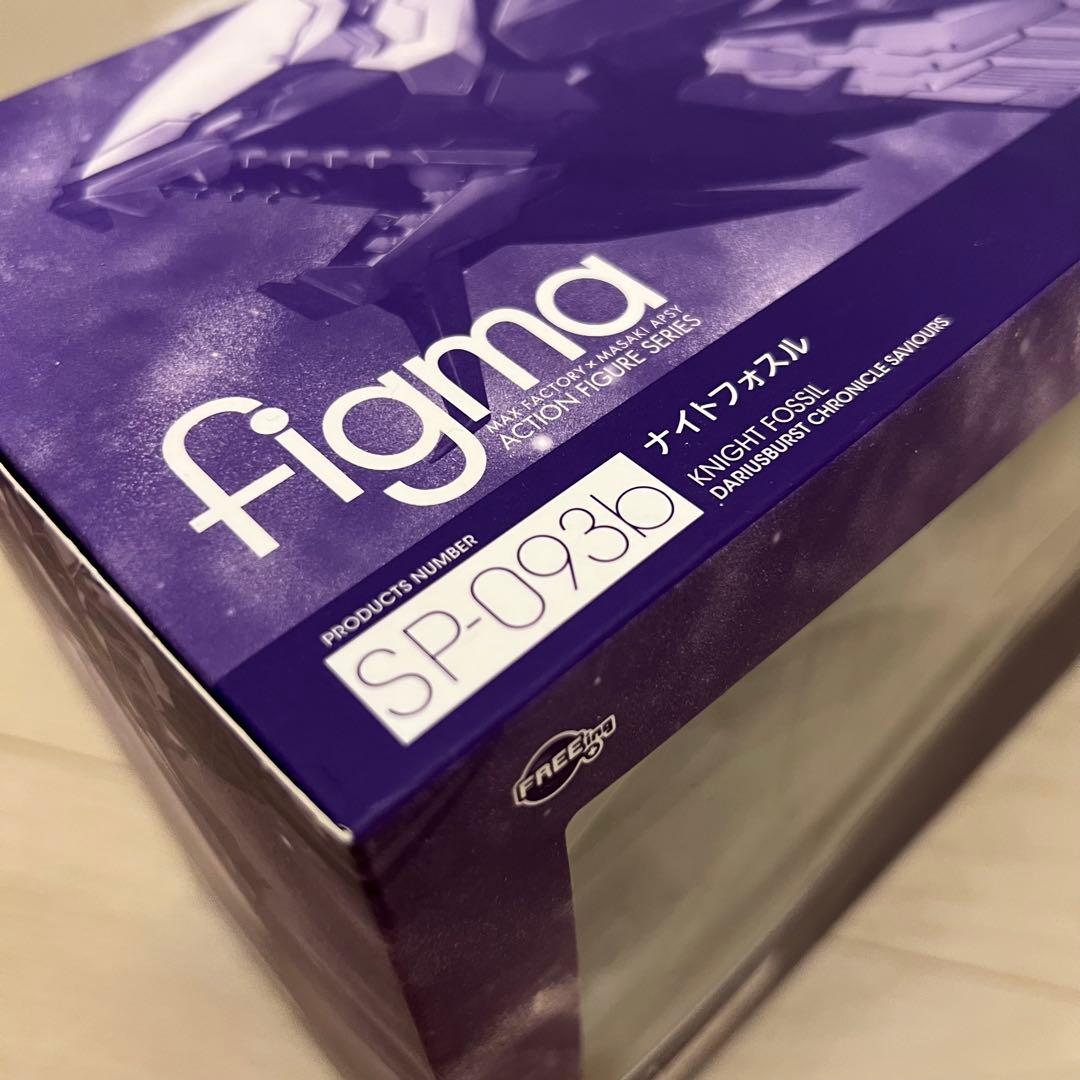 figma
MAX FACTORY × MASAKI APSY
ACTION FIGURE SERIES
PRODUCTS NUMBER
SP-093b
ナイトフォスル
KNIGHT FOSSIL
DARIUSBURST CHRONICLE SAVIOURS
FREEing